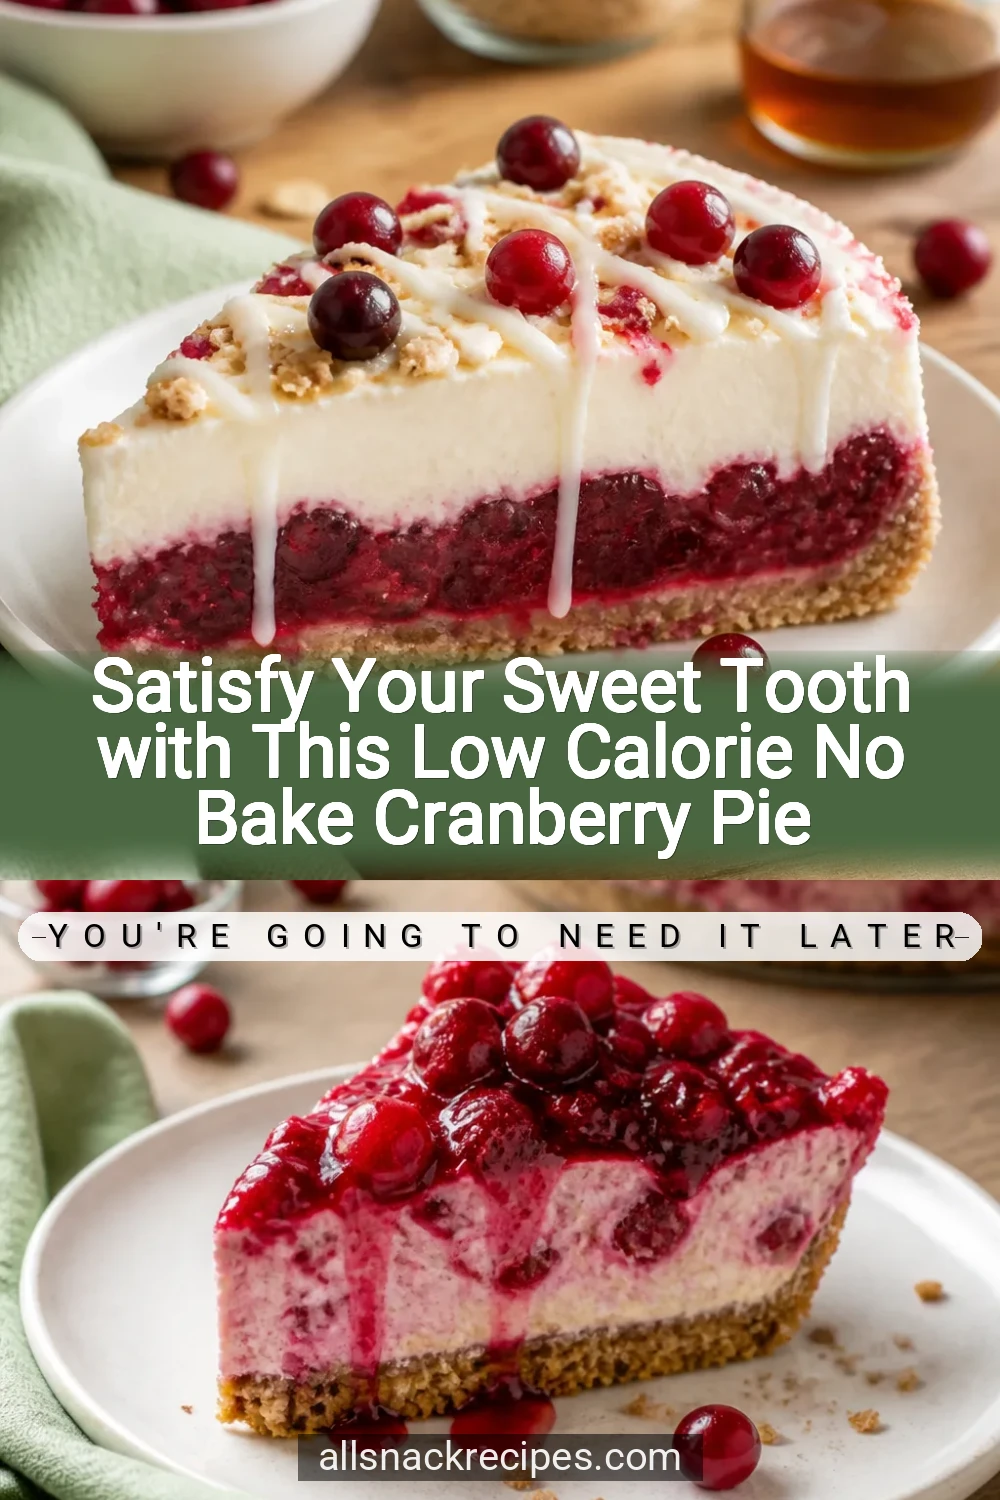 Satisfy Your Sweet Tooth
with This Low Calorie No
Bake Cranberry Pie
YOU'RE GOING TO NEED IT LATER
allsnackrecipes.com